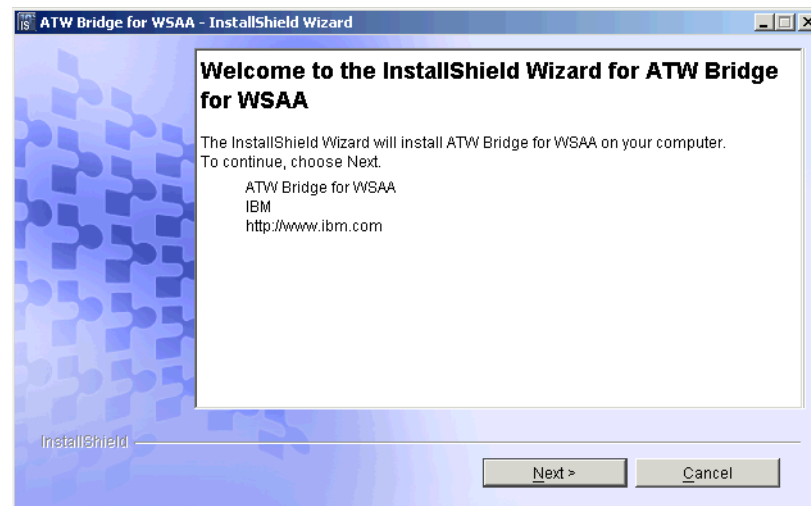 ATW Bridge for WSAA - InstallShield Wizard
Welcome to the InstallShield Wizard for ATW Bridge
for WSAA
The InstallShield Wizard will install ATW Bridge for WSAA on your computer.
To continue, choose Next.
ATW Bridge for WSAA
IBM
http://www.ibm.com
InstallShield
Next >
Cancel